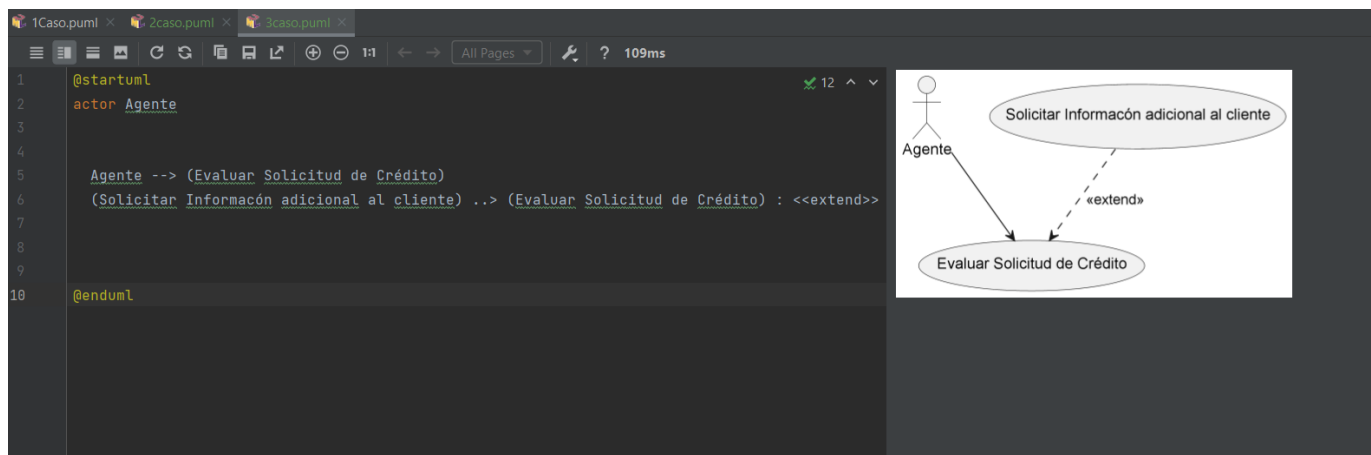 1Caso.puml × 2caso.puml × 3caso.puml ×
1:1 All Pages ? 109ms
1 @startuml 12
2 actor Agente
3
4
5 Agente --> (Evaluar Solicitud de Crédito)
6 (Solicitar Informacón adicional al cliente) ..> (Evaluar Solicitud de Crédito) : <<extend>>
7
8
9
10 @enduml
Solicitar Informacón adicional al cliente
Agente
«extend»
Evaluar Solicitud de Crédito